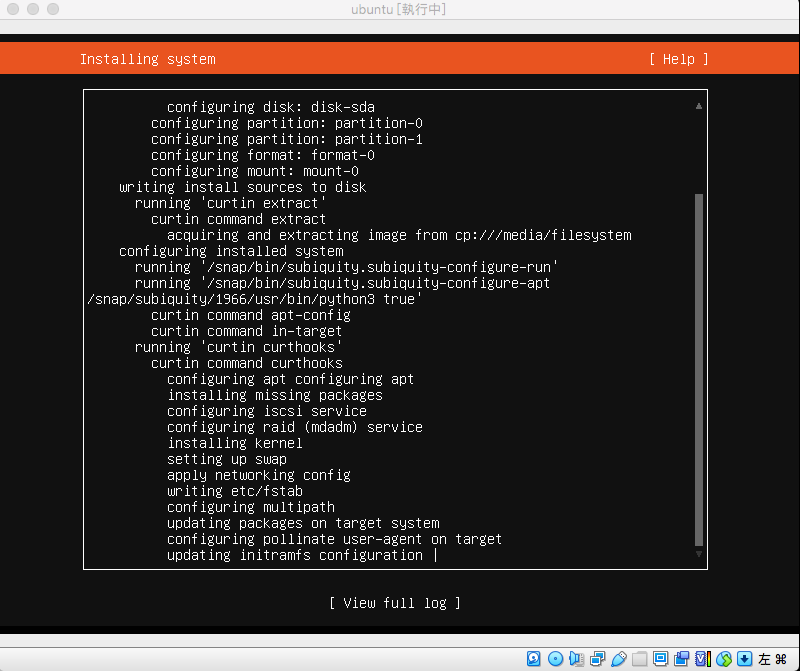 ubuntu [執行中]
Installing system [ Help ]
configuring disk: disk-sda
configuring partition: partition-0
configuring partition: partition-1
configuring format: format-0
configuring mount: mount-0
writing install sources to disk
running 'curtin extract'
curtin command extract
acquiring and extracting image from cp:///media/filesystem
configuring installed system
running '/snap/bin/subiquity.subiquity-configure-run'
running '/snap/bin/subiquity.subiquity-configure-apt
/snap/subiquity/1966/usr/bin/python3 true'
curtin command apt-config
curtin command in-target
running 'curtin curthooks'
curtin command curthooks
configuring apt configuring apt
installing missing packages
configuring iscsi service
configuring raid (mdadm) service
installing kernel
setting up swap
apply networking config
writing etc/fstab
configuring multipath
updating packages on target system
configuring pollinate user-agent on target
updating initramfs configuration |
[ View full log ]
左 ⌘